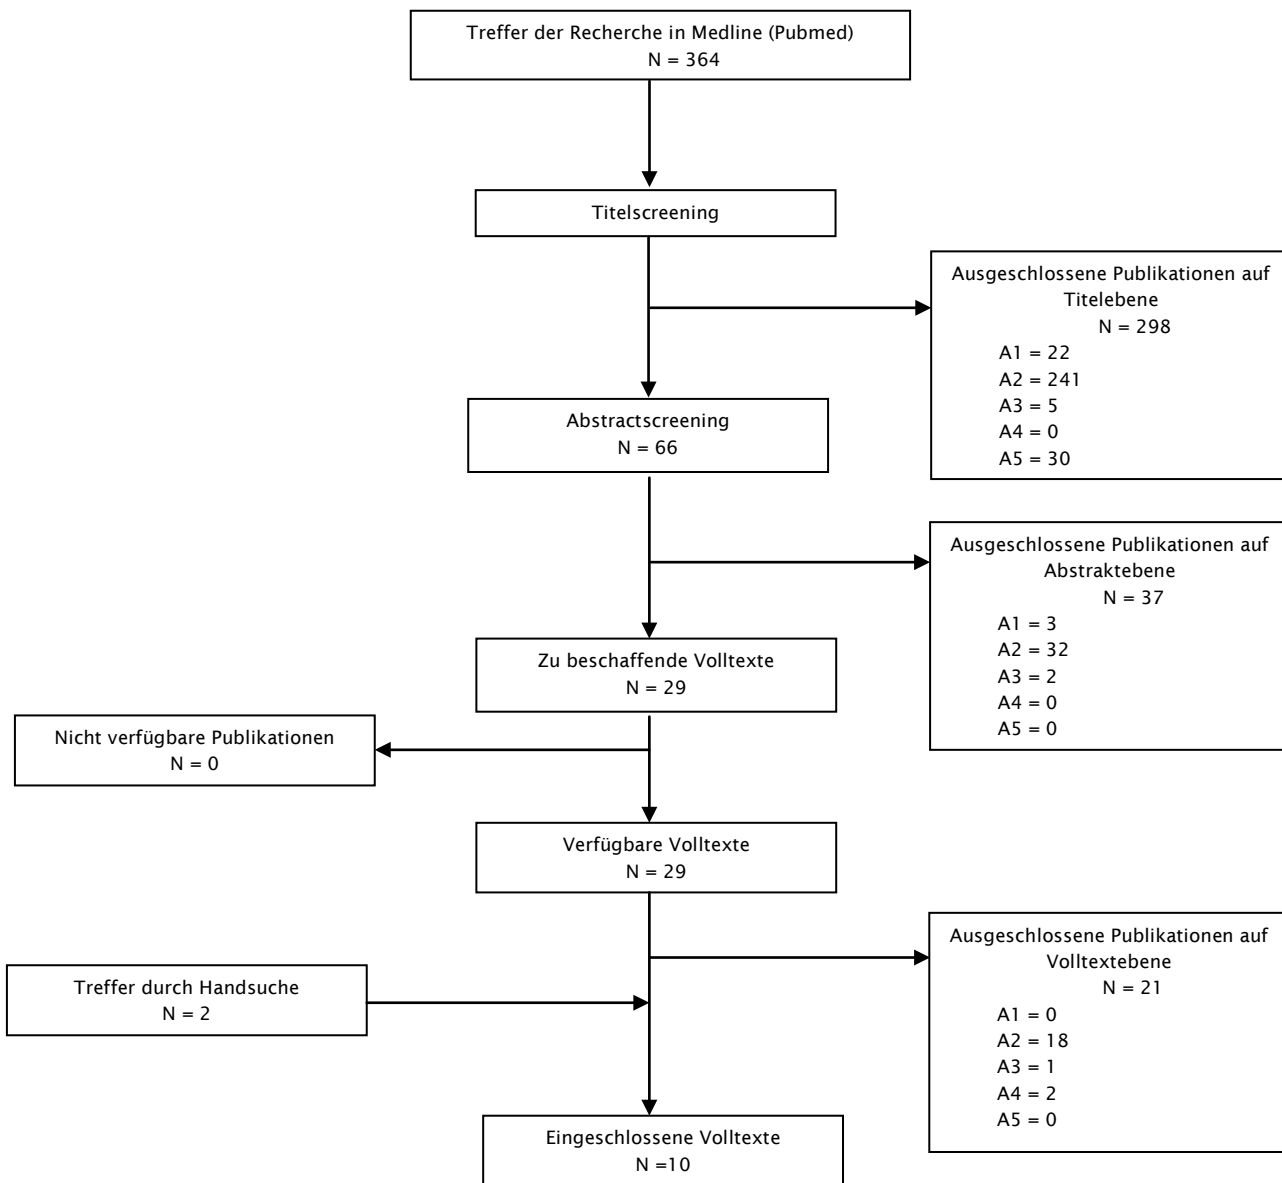 Treffer der Recherche in Medline (Pubmed)
N = 364
Titelscreening
Ausgeschlossene Publikationen auf
Titelebene
N = 298
A1 = 22
A2 = 241
A3 = 5
A4 = 0
A5 = 30
Abstractscreening
N = 66
Ausgeschlossene Publikationen auf
Abstraktebene
N = 37
A1 = 3
A2 = 32
A3 = 2
A4 = 0
A5 = 0
Zu beschaffende Volltexte
N = 29
Nicht verfügbare Publikationen
N = 0
Verfügbare Volltexte
N = 29
Ausgeschlossene Publikationen auf
Volltextebene
N = 21
A1 = 0
A2 = 18
A3 = 1
A4 = 2
A5 = 0
Treffer durch Handsuche
N = 2
Eingeschlossene Volltexte
N =10